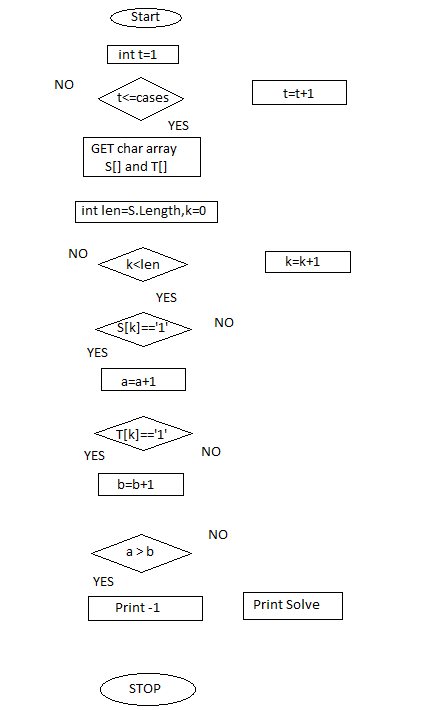 Start
int t=1
NO
t<=cases
t=t+1
YES
GET char array
S[] and T[]
int len=S.Length,k=0
NO
k<len
k=k+1
YES
S[k]=='1'
NO
YES
a=a+1
T[k]=='1'
YES
NO
b=b+1
NO
a > b
YES
Print -1
Print Solve
STOP